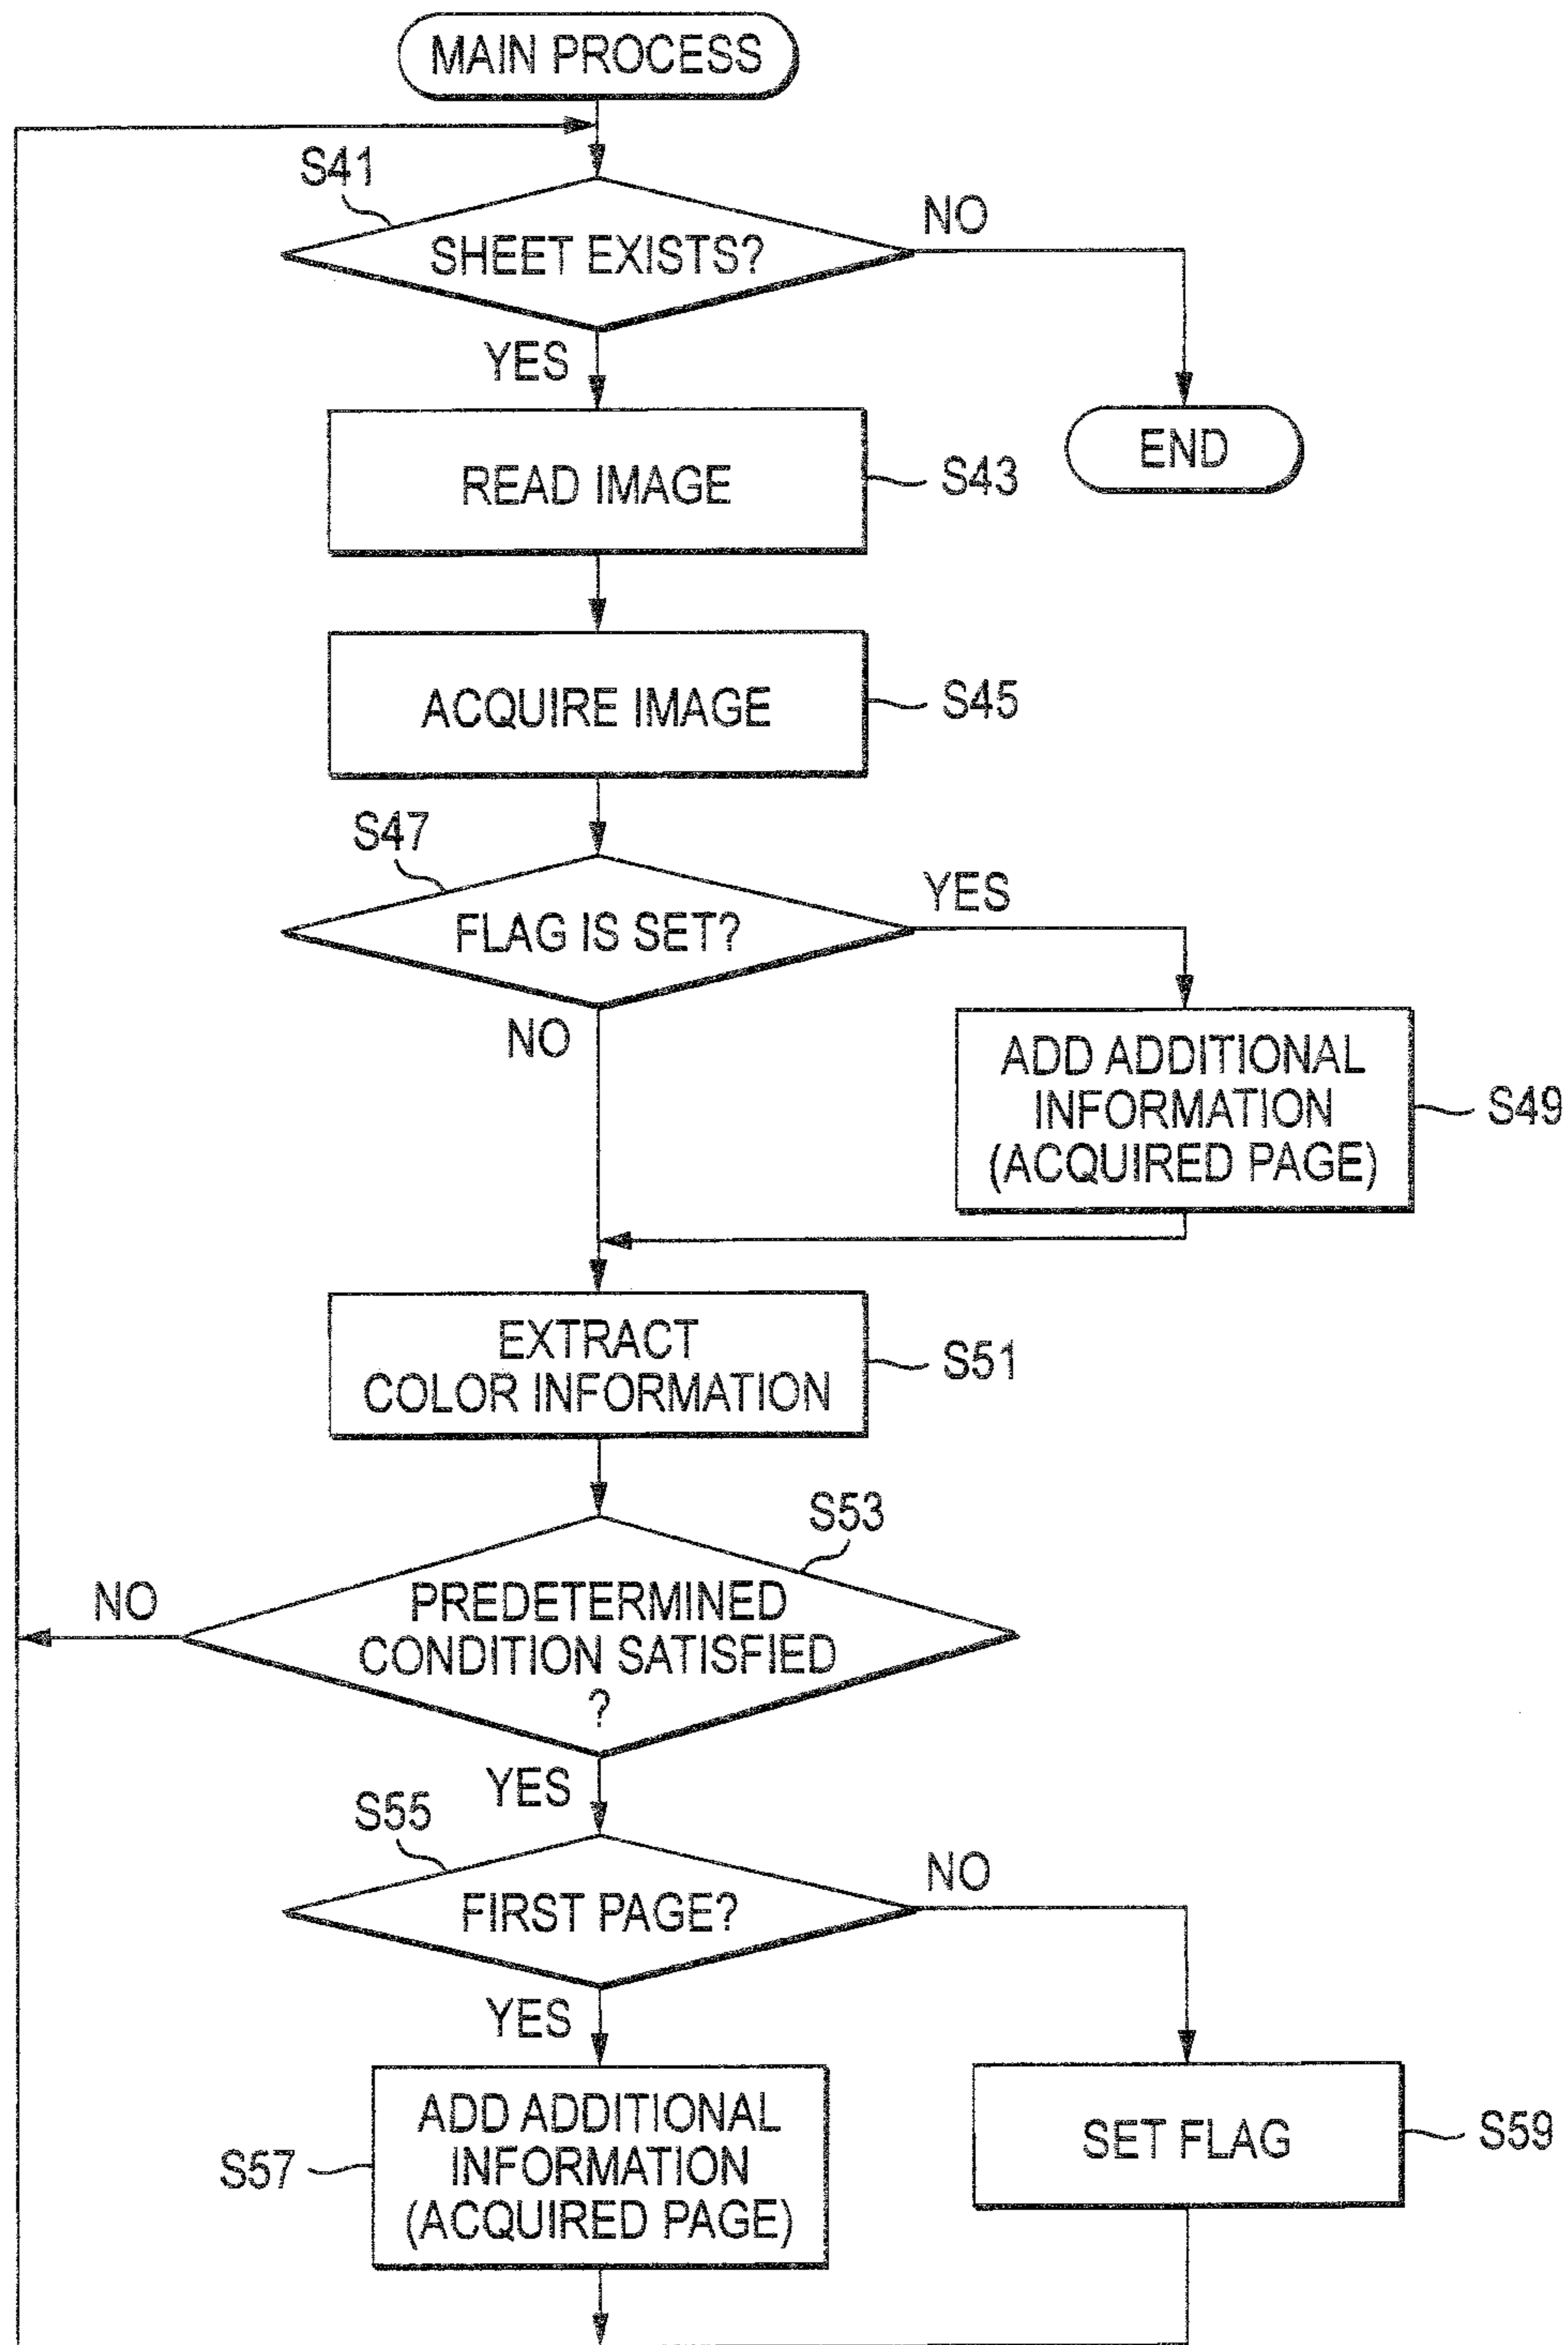 MAIN PROCESS
S41
SHEET EXISTS?
NO
YES
END
READ IMAGE
S43
ACQUIRE IMAGE
S45
S47
FLAG IS SET?
YES
NO
ADD ADDITIONAL
INFORMATION
(ACQUIRED PAGE)
S49
EXTRACT
COLOR INFORMATION
S51
S53
NO
PREDETERMINED
CONDITION SATISFIED
?
YES
S55
FIRST PAGE?
NO
YES
S57
ADD ADDITIONAL
INFORMATION
(ACQUIRED PAGE)
SET FLAG
S59